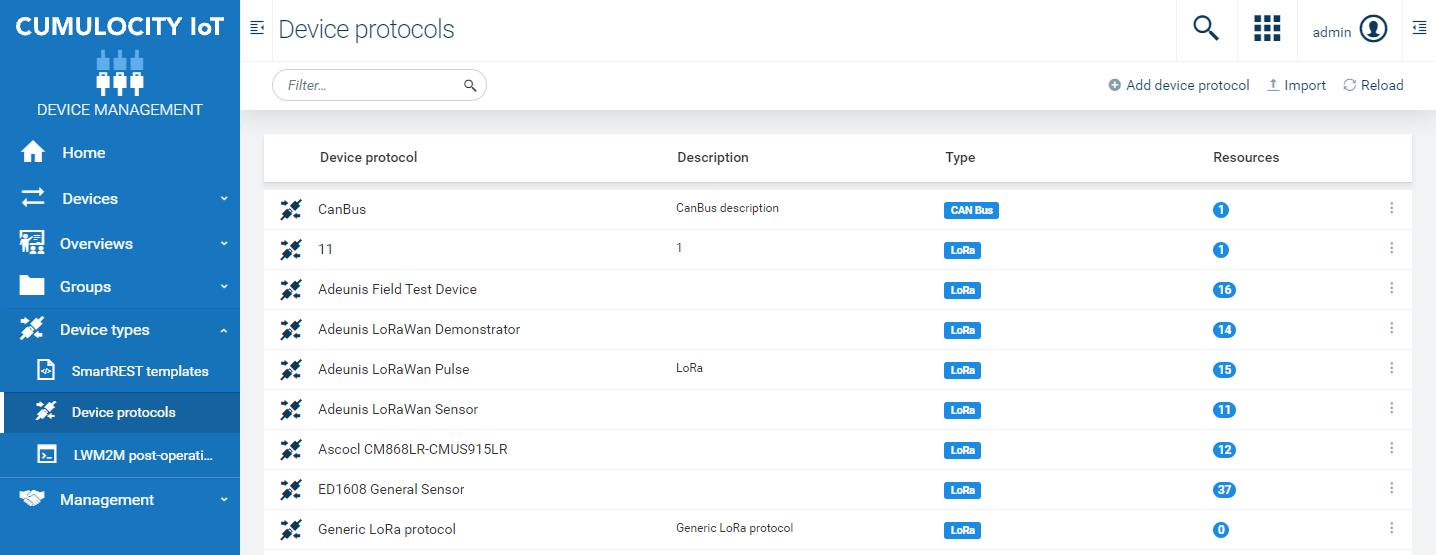 CUMULOCITY IoT
DEVICE MANAGEMENT
Home
Devices
Overviews
Groups
Device types
SmartREST templates
Device protocols
LWM2M post-operati...
Management
Device protocols
admin
Filter...
Add device protocol Import Reload
Device protocol Description Type Resources
CanBus CanBus description CAN Bus 1
11 1 LoRa 1
Adeunis Field Test Device LoRa 16
Adeunis LoRaWan Demonstrator LoRa 14
Adeunis LoRaWan Pulse LoRa LoRa 15
Adeunis LoRaWan Sensor LoRa 11
Ascocl CM868LR-CMUS915LR LoRa 12
ED1608 General Sensor LoRa 37
Generic LoRa protocol Generic LoRa protocol LoRa 0